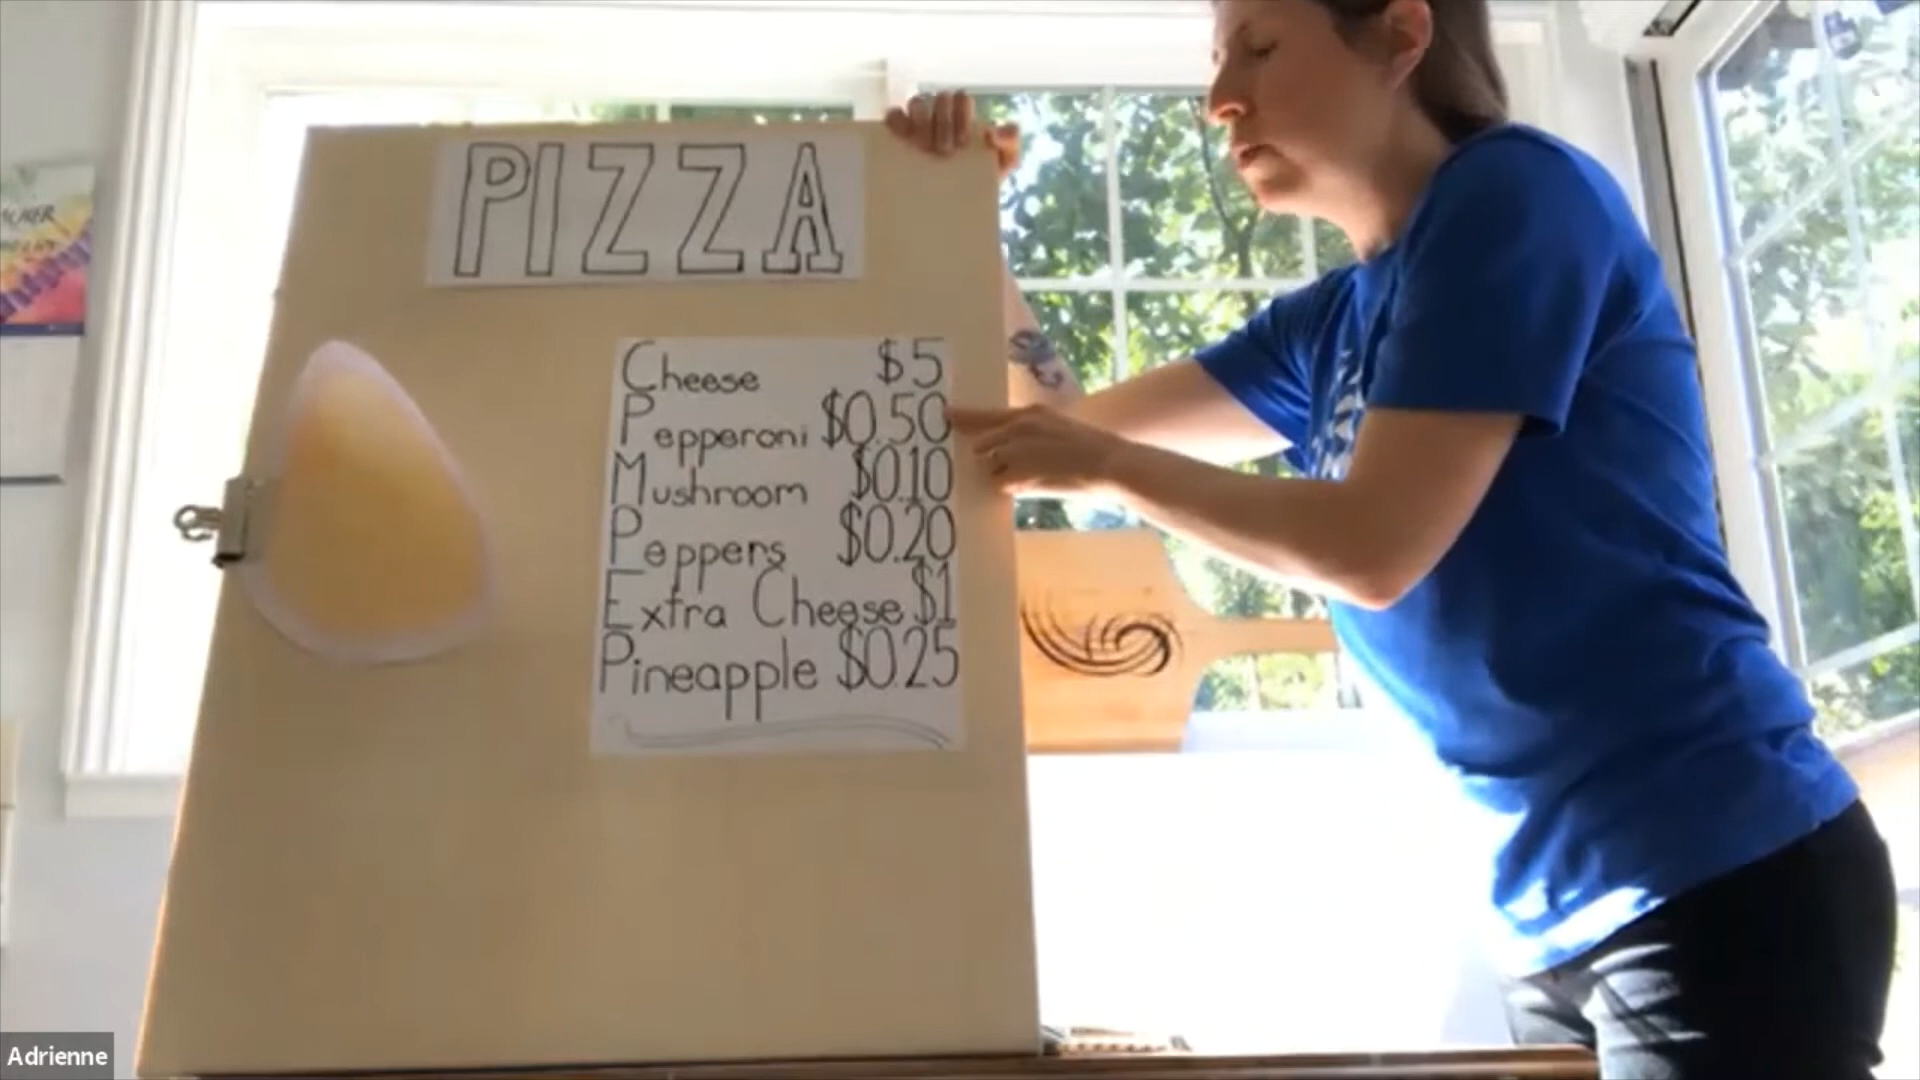 PIZZA
Cheese $5
Pepperoni $0.50
Mushroom $0.10
Peppers $0.20
Extra Cheese $1
Pineapple $0.25
Adrienne